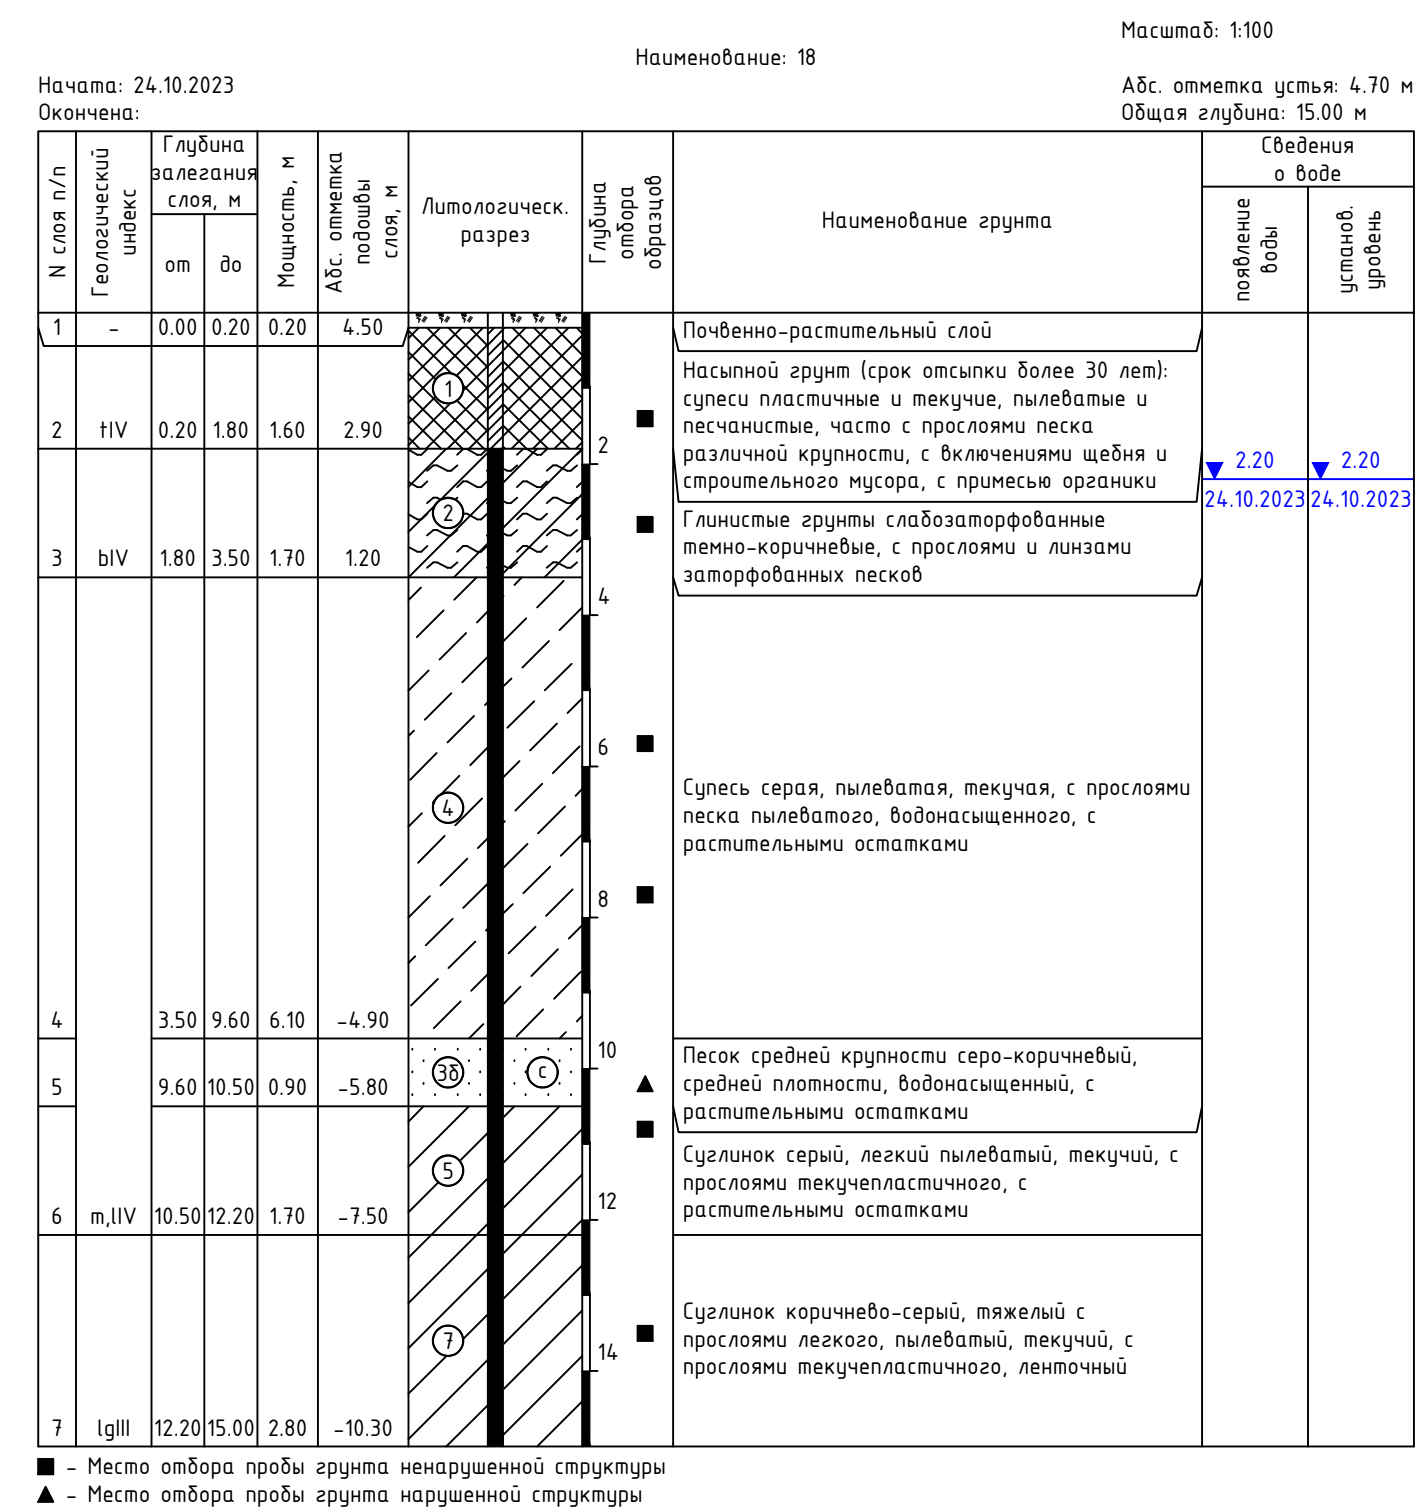 Масштаб: 1:100
Наименование: 18
Начата: 24.10.2023
Абс. отметка устья: 4.70 м
Окончена:
Общая глубина: 15.00 м
N слоя п/п
Геологический
индекс
Глубина
залегания
слоя, м
от
до
Мощность, м
Абс. отметка
подошвы
слоя, м
Литологическ.
разрез
Глубина
отбора
образцов
Наименование грунта
Сведения
о воде
появление
воды
установ.
уровень
1 – 0.00 0.20 0.20 4.50
Почвенно-растительный слой
1
Насыпной грунт (срок отсыпки более 30 лет):
супеси пластичные и текучие, пылеватые и
песчанистые, часто с прослоями песка
различной крупности, с включениями щебня и
строительного мусора, с примесью органики
2 tIV 0.20 1.80 1.60 2.90
2
2.20 2.20
24.10.2023 24.10.2023
2
Глинистые грунты слабозаторфованные
темно-коричневые, с прослоями и линзами
заторфованных песков
3 bIV 1.80 3.50 1.70 1.20
4
6
4
Супесь серая, пылеватая, текучая, с прослоями
песка пылеватого, водонасыщенного, с
растительными остатками
8
4 3.50 9.60 6.10 –4.90
10
3б
с
Песок средней крупности серо-коричневый,
средней плотности, водонасыщенный, с
растительными остатками
5 9.60 10.50 0.90 –5.80
5
Суглинок серый, легкий пылеватый, текучий, с
прослоями текучепластичного, с
растительными остатками
12
6 m,lIV 10.50 12.20 1.70 –7.50
7
Суглинок коричнево-серый, тяжелый с
прослоями легкого, пылеватый, текучий, с
прослоями текучепластичного, ленточный
14
7 lgIII 12.20 15.00 2.80 –10.30
– Место отбора пробы грунта ненарушенной структуры
– Место отбора пробы грунта нарушенной структуры